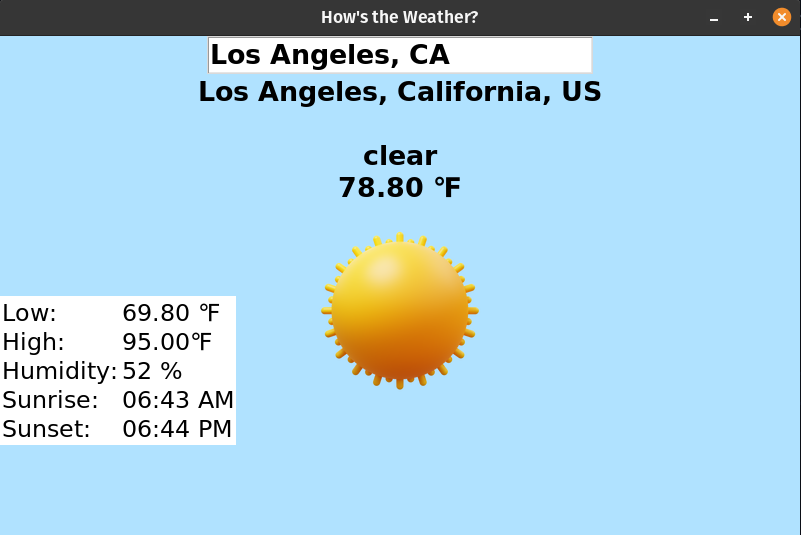 How's the Weather?
Los Angeles, CA
Los Angeles, California, US
clear
78.80 °F
Low: 69.80 °F
High: 95.00°F
Humidity: 52 %
Sunrise: 06:43 AM
Sunset: 06:44 PM